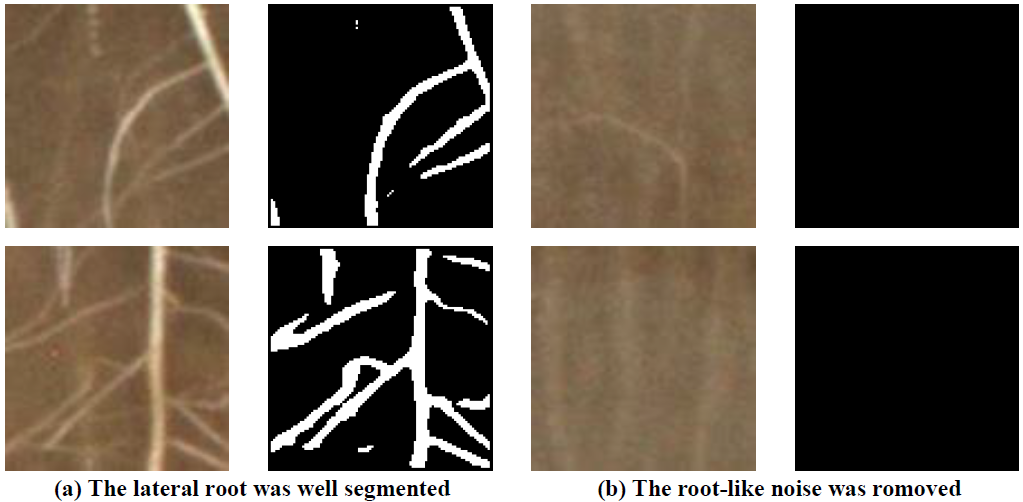 (a) The lateral root was well segmented
(b) The root-like noise was romoved